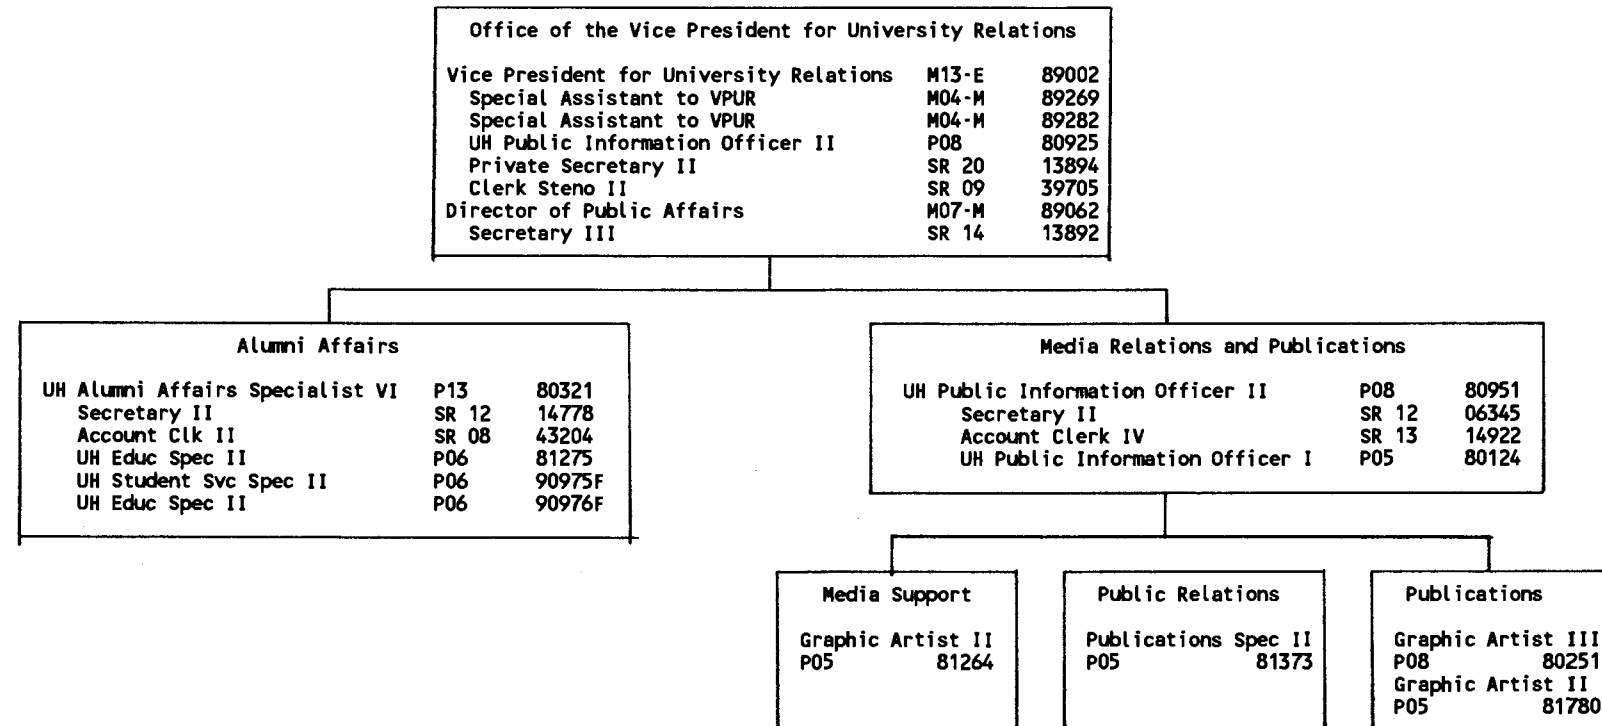 Office of the Vice President for University Relations
Vice President for University Relations M13-E 89002
Special Assistant to VPUR M04-M 89269
Special Assistant to VPUR M04-M 89282
UH Public Information Officer II P08 80925
Private Secretary II SR 20 13894
Clerk Steno II SR 09 39705
Director of Public Affairs M07-M 89062
Secretary III SR 14 13892
Alumni Affairs
UH Alumni Affairs Specialist VI P13 80321
Secretary II SR 12 14778
Account Clk II SR 08 43204
UH Educ Spec II P06 81275
UH Student Svc Spec II P06 90975F
UH Educ Spec II P06 90976F
Media Relations and Publications
UH Public Information Officer II P08 80951
Secretary II SR 12 06345
Account Clerk IV SR 13 14922
UH Public Information Officer I P05 80124
Media Support
Graphic Artist II
P05 81264
Public Relations
Publications Spec II
P05 81373
Publications
Graphic Artist III
P08 80251
Graphic Artist II
P05 81780